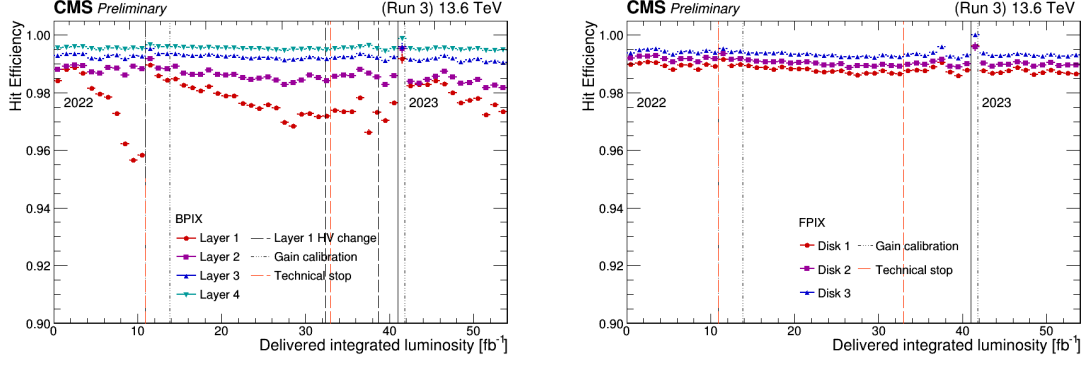 CMS Preliminary (Run 3) 13.6 TeV
Hit Efficiency
1.00
0.98
0.96
0.94
0.92
0.90
2022
2023
BPIX
Layer 1
Layer 2
Layer 3
Layer 4
Layer 1 HV change
Gain calibration
Technical stop
0 10 20 30 40 50
Delivered integrated luminosity [fb⁻¹]
CMS Preliminary (Run 3) 13.6 TeV
Hit Efficiency
1.00
0.98
0.96
0.94
0.92
0.90
2022
2023
FPIX
Disk 1
Disk 2
Disk 3
Gain calibration
Technical stop
0 10 20 30 40 50
Delivered integrated luminosity [fb⁻¹]